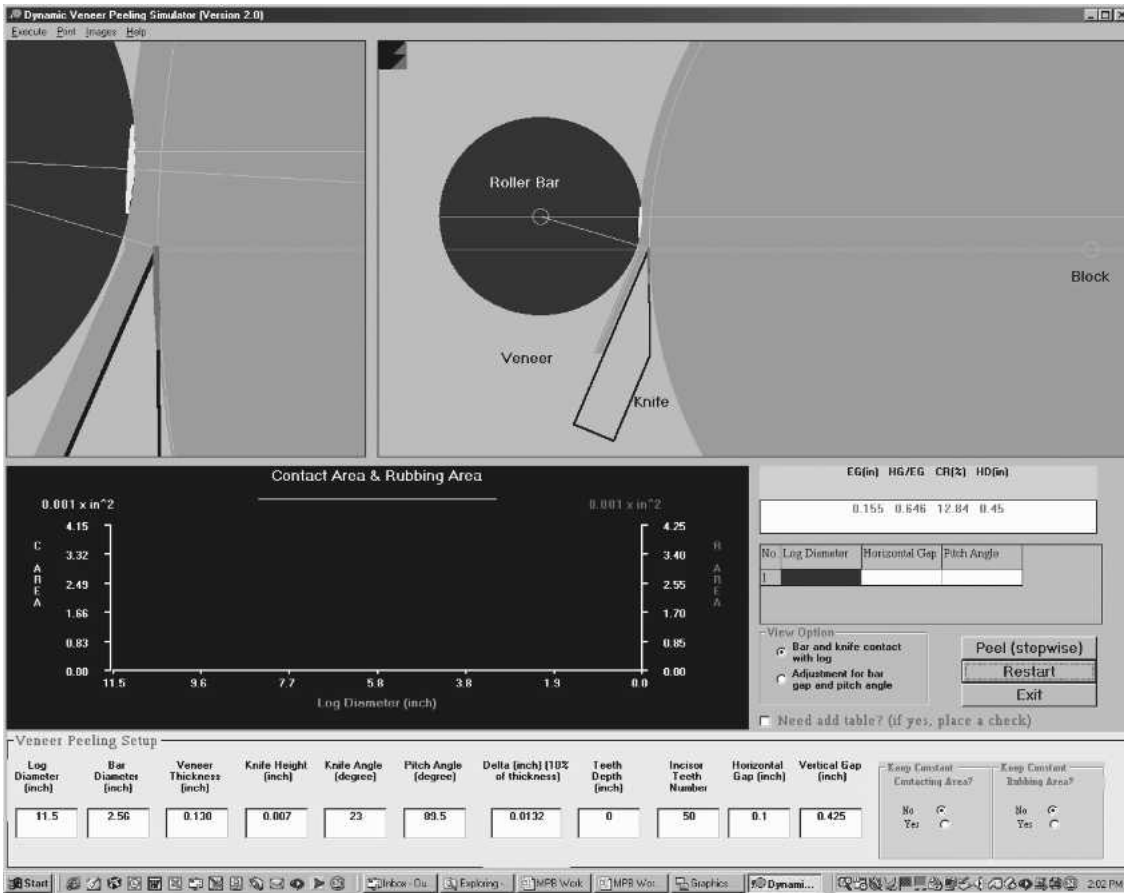 Dynamic Veneer Peeling Simulator (Version 2.0)
Execute Print Images Help
Roller Bar
Block
Veneer
Knife
Contact Area & Rubbing Area
0.001 x in^2
0.001 x in^2
C AREA
4.15
3.32
2.49
1.66
0.83
0.00
4.25
3.40
2.55
1.70
0.85
0.00
R AREA
11.5 9.6 7.7 5.8 3.8 1.9 0.0
Log Diameter (inch)
EG(in) HG/EG CR(%) HD(in)
0.155 0.646 12.84 0.45
No Log Diameter Horizontal Gap Pitch Angle
1
View Option
Bar and knife contact with log
Adjustment for bar gap and pitch angle
Peel (stepwise)
Restart
Exit
Need add table? (if yes, place a check)
Veneer Peeling Setup
Log Diameter (inch)
Bar Diameter (inch)
Veneer Thickness (inch)
Knife Height (inch)
Knife Angle (degree)
Pitch Angle (degree)
Delta (inch) (10% of thickness)
Teeth Depth (inch)
Incisor Teeth Number
Horizontal Gap (inch)
Vertical Gap (inch)
11.5 2.56 0.130 0.007 23 89.5 0.0132 0 50 0.1 0.425
Keep Constant Contacting Area?
No
Yes
Keep Constant Rubbing Area?
No
Yes
Start
Inbox - Ou... Exploring - MPB Work MPB Wor... Graphics Dynami...
2:02 PM